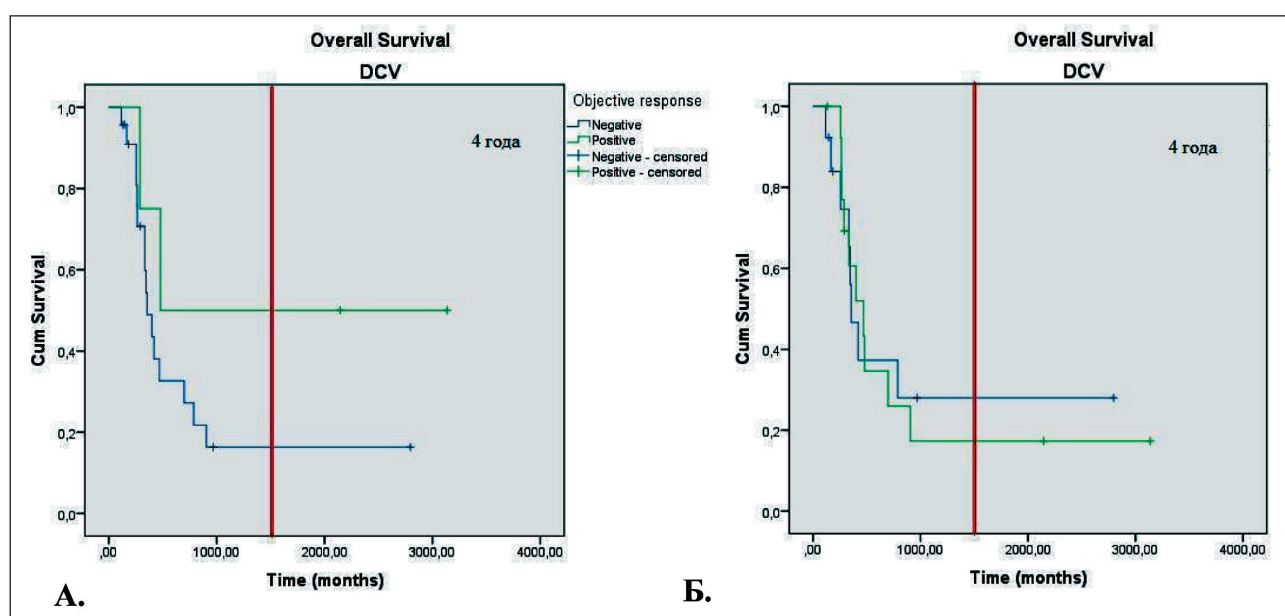 Overall Survival
DCV
Objective response
Negative
Positive
Negative - censored
Positive - censored
4 года
Cum Survival
1,0
0,8
0,6
0,4
0,2
0,0
,00
1000,00
2000,00
3000,00
4000,00
Time (months)
А.
Overall Survival
DCV
4 года
Cum Survival
1,0
0,8
0,6
0,4
0,2
0,0
,00
1000,00
2000,00
3000,00
4000,00
Time (months)
Б.